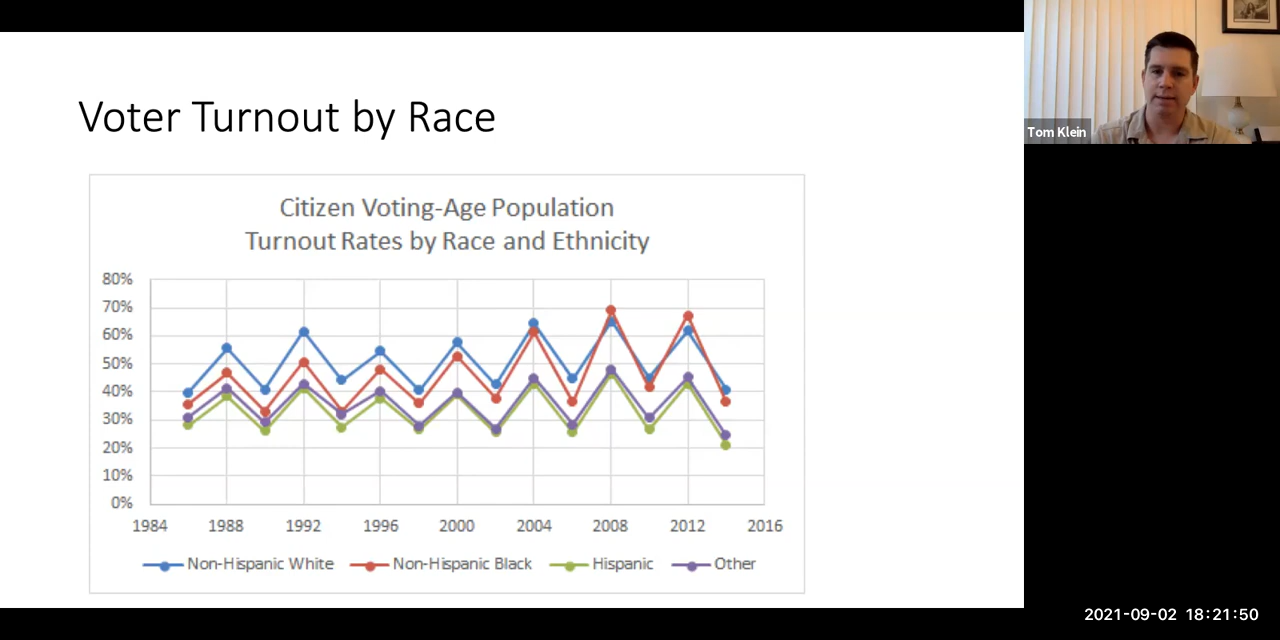 Voter Turnout by Race
Tom Klein
Citizen Voting-Age Population
Turnout Rates by Race and Ethnicity
80%
70%
60%
50%
40%
30%
20%
10%
0%
1984 1988 1992 1996 2000 2004 2008 2012 2016
Non-Hispanic White Non-Hispanic Black Hispanic Other
2021-09-02 18:21:50